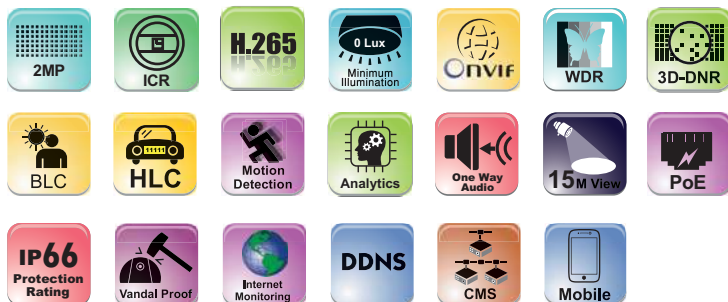 2MP
ICR
H.265
0 Lux
Minimum
Illumination
ONVIF
WDR
3D-DNR
BLC
HLC
Motion
Detection
Analytics
One Way
Audio
15M View
PoE
IP66
Protection
Rating
Vandal Proof
Internet
Monitoring
DDNS
CMS
Mobile